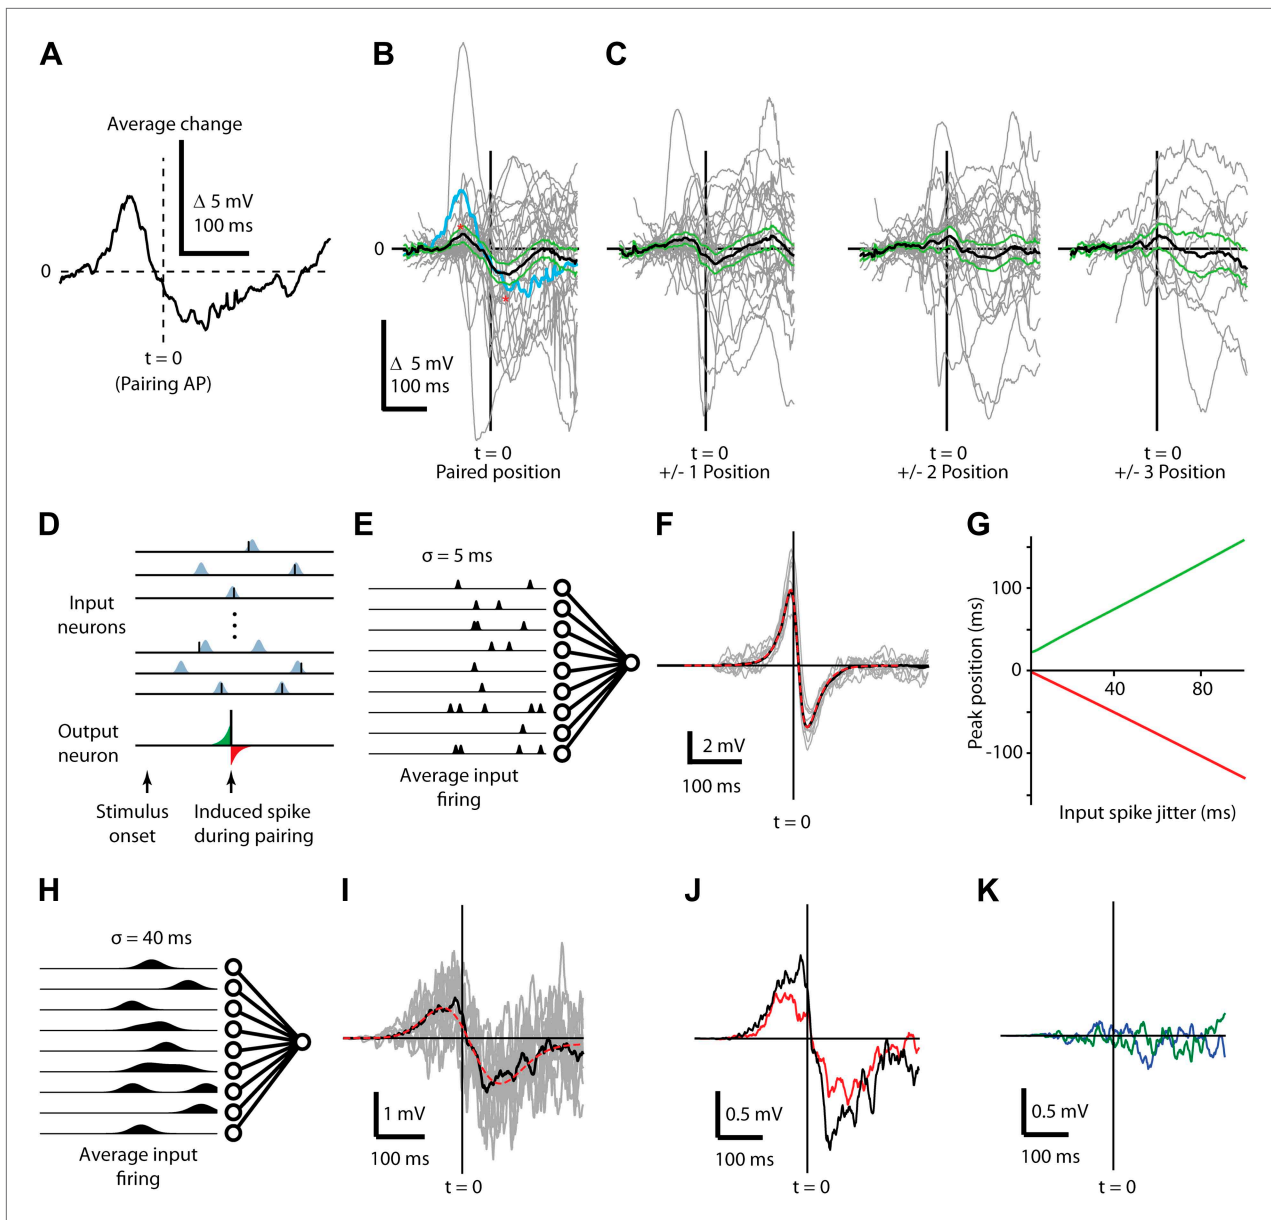 A
Average change
Δ 5 mV
100 ms
0
t = 0
(Pairing AP)
B
0
Δ 5 mV
100 ms
t = 0
Paired position
C
t = 0
+/- 1 Position
t = 0
+/- 2 Position
t = 0
+/- 3 Position
D
Input
neurons
Output
neuron
Stimulus
onset
Induced spike
during pairing
E
σ = 5 ms
Average input
firing
F
2 mV
100 ms
t = 0
G
Peak position (ms)
100
0
-100
40
80
Input spike jitter (ms)
H
σ = 40 ms
Average input
firing
I
1 mV
100 ms
t = 0
J
0.5 mV
100 ms
t = 0
K
0.5 mV
100 ms
t = 0